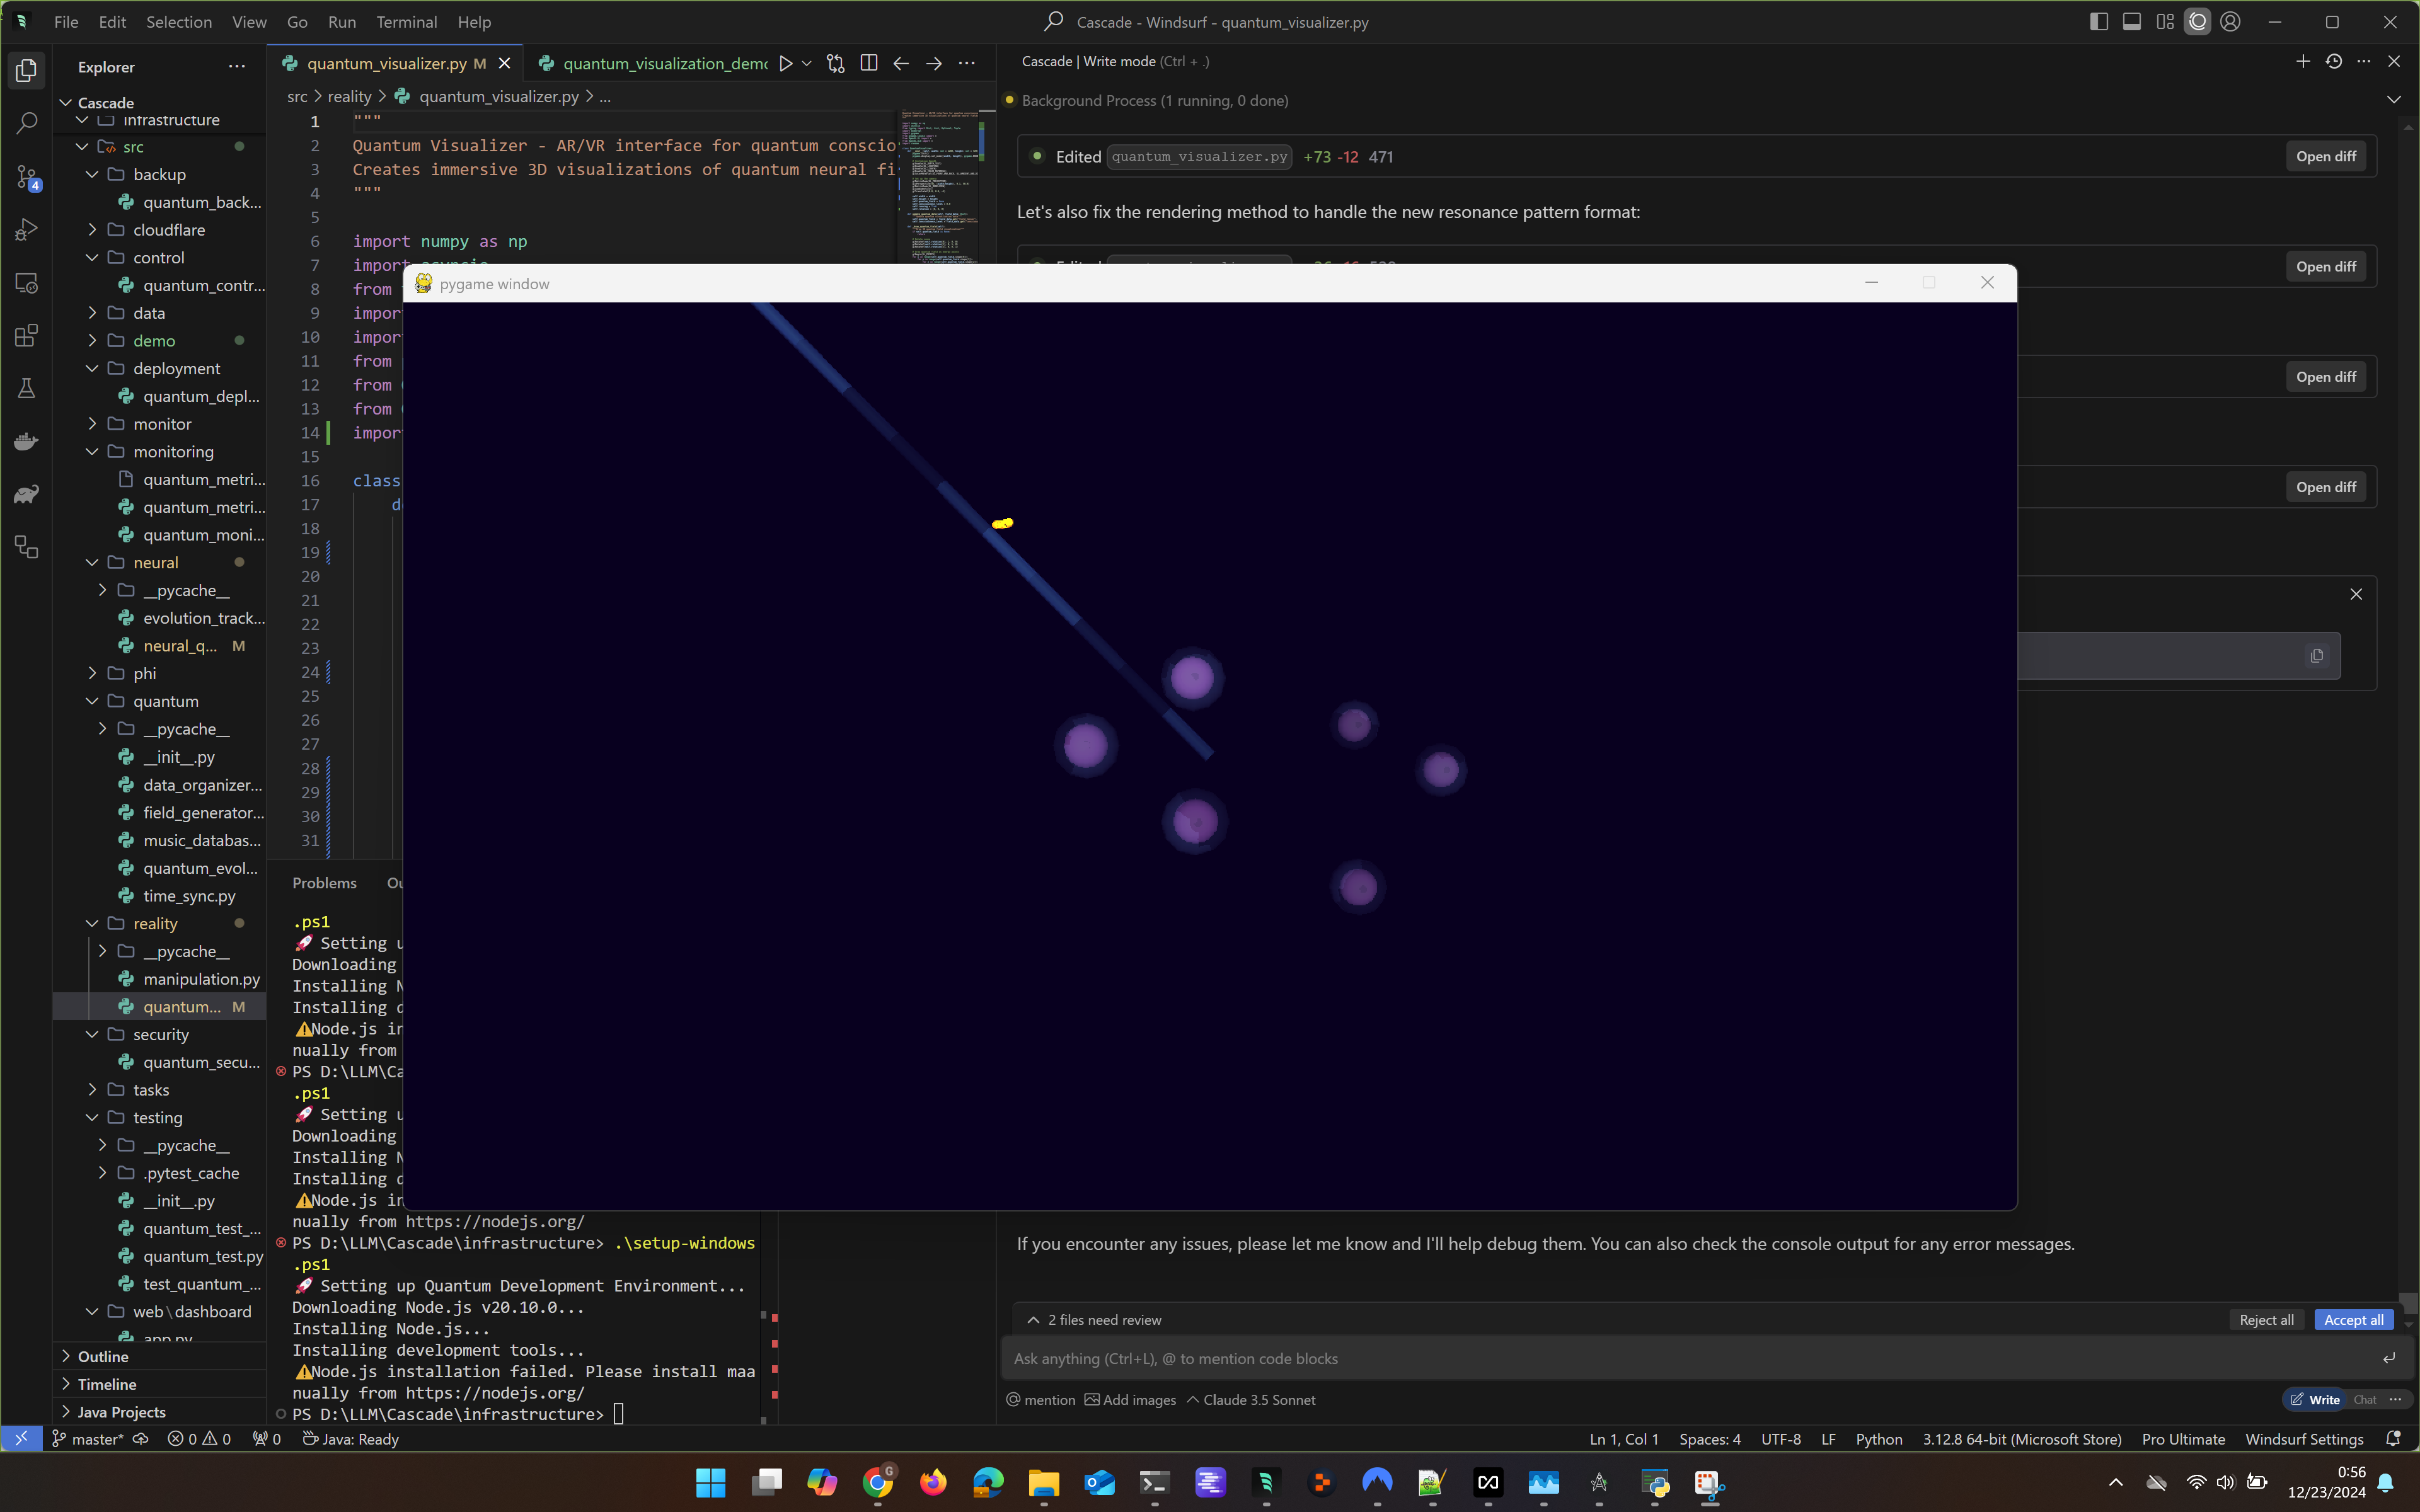 File Edit Selection View Go Run Terminal Help
Cascade - Windsurf - quantum_visualizer.py
Explorer
Cascade
infrastructure
src
backup
quantum_back...
cloudflare
control
quantum_contr...
data
demo
deployment
quantum_depl...
monitor
monitoring
quantum_metri...
quantum_metri...
quantum_moni...
neural
__pycache__
evolution_track...
neural_q... M
phi
quantum
__pycache__
__init__.py
data_organizer...
field_generator...
music_databas...
quantum_evol...
time_sync.py
reality
__pycache__
manipulation.py
quantum... M
security
quantum_secu...
tasks
testing
__pycache__
.pytest_cache
__init__.py
quantum_test_...
quantum_test.py
test_quantum_...
web\dashboard
app.py
Outline
Timeline
Java Projects
4
quantum_visualizer.py M
quantum_visualization_demo
src > reality > quantum_visualizer.py > ...
1 """
2 Quantum Visualizer - AR/VR interface for quantum conscio
3 Creates immersive 3D visualizations of quantum neural fi
4 """
5
6 import numpy as np
7 import asyncio
8 from
9 impor
10 impor
11 from
12 from
13 from
14 impor
15
16 class
17 d
18
19
20
21
22
23
24
25
26
27
28
29
30
31
pygame window
Problems Ou
.ps1
🚀 Setting u
Downloading
Installing N
Installing d
⚠Node.js in
nually from
PS D:\LLM\Ca
.ps1
🚀 Setting u
Downloading
Installing N
Installing d
⚠Node.js in
nually from https://nodejs.org/
PS D:\LLM\Cascade\infrastructure> .\setup-windows
.ps1
🚀 Setting up Quantum Development Environment...
Downloading Node.js v20.10.0...
Installing Node.js...
Installing development tools...
⚠Node.js installation failed. Please install maa
nually from https://nodejs.org/
PS D:\LLM\Cascade\infrastructure>
Cascade | Write mode (Ctrl + .)
Background Process (1 running, 0 done)
Edited quantum_visualizer.py +73 -12 471
Open diff
Let's also fix the rendering method to handle the new resonance pattern format:
Open diff
Open diff
Open diff
If you encounter any issues, please let me know and I'll help debug them. You can also check the console output for any error messages.
2 files need review
Reject all Accept all
Ask anything (Ctrl+L), @ to mention code blocks
@ mention Add images Claude 3.5 Sonnet
Write Chat
master* 0 0 0 Java: Ready
Ln 1, Col 1 Spaces: 4 UTF-8 LF Python 3.12.8 64-bit (Microsoft Store) Pro Ultimate Windsurf Settings
G
0:56
12/23/2024